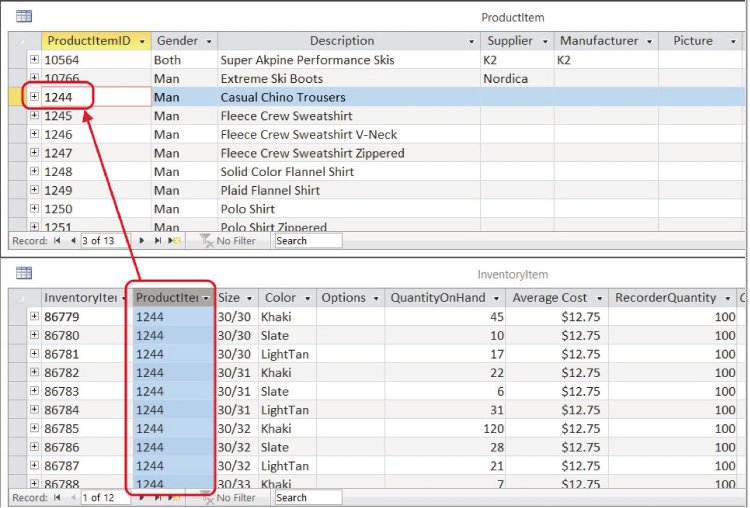 ProductItem
ProductItemID Gender Description Supplier Manufacturer Picture
10564 Both Super Akpine Performance Skis K2 K2
10766 Man Extreme Ski Boots Nordica
1244 Man Casual Chino Trousers
1245 Man Fleece Crew Sweatshirt
1246 Man Fleece Crew Sweatshirt V-Neck
1247 Man Fleece Crew Sweatshirt Zippered
1248 Man Solid Color Flannel Shirt
1249 Man Plaid Flannel Shirt
1250 Man Polo Shirt
1251 Man Polo Shirt Zippered
Record: 3 of 13 No Filter Search
InventoryItem
InventoryIter ProductIter Size Color Options QuantityOnHand Average Cost RecorderQuantity
86779 1244 30/30 Khaki 45 $12.75 100
86780 1244 30/30 Slate 10 $12.75 100
86781 1244 30/30 LightTan 17 $12.75 100
86782 1244 30/31 Khaki 22 $12.75 100
86783 1244 30/31 Slate 6 $12.75 100
86784 1244 30/31 LightTan 31 $12.75 100
86785 1244 30/32 Khaki 120 $12.75 100
86786 1244 30/32 Slate 28 $12.75 100
86787 1244 30/32 LightTan 21 $12.75 100
86788 1244 30/33 Khaki 7 $12.75 100
Record: 1 of 12 No Filter Search